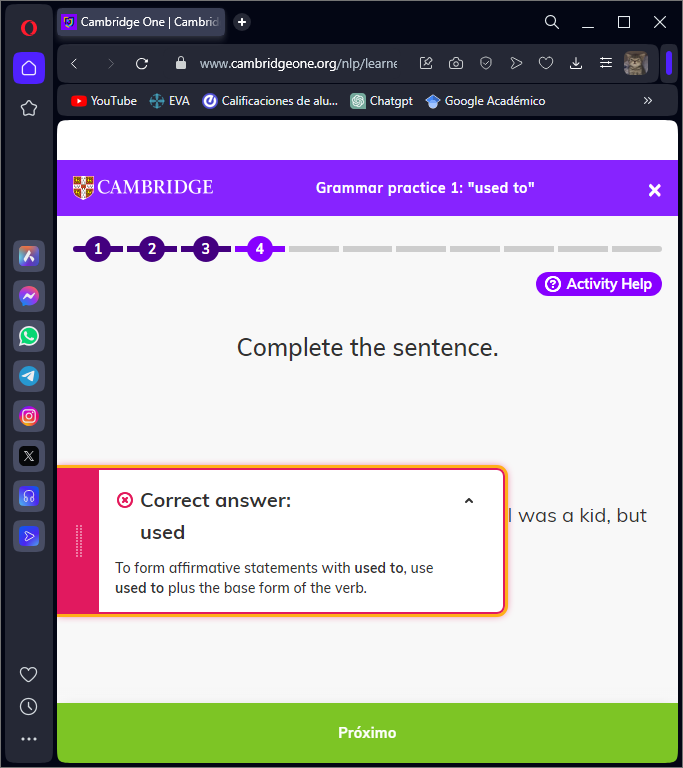 Cambridge One | Cambrid
www.cambridgeone.org/nlp/learne
YouTube EVA Calificaciones de alu... Chatgpt Google Académico »
CAMBRIDGE Grammar practice 1: "used to"
1 2 3 4
Activity Help
Complete the sentence.
Correct answer:
used
I was a kid, but
To form affirmative statements with used to, use
used to plus the base form of the verb.
Próximo